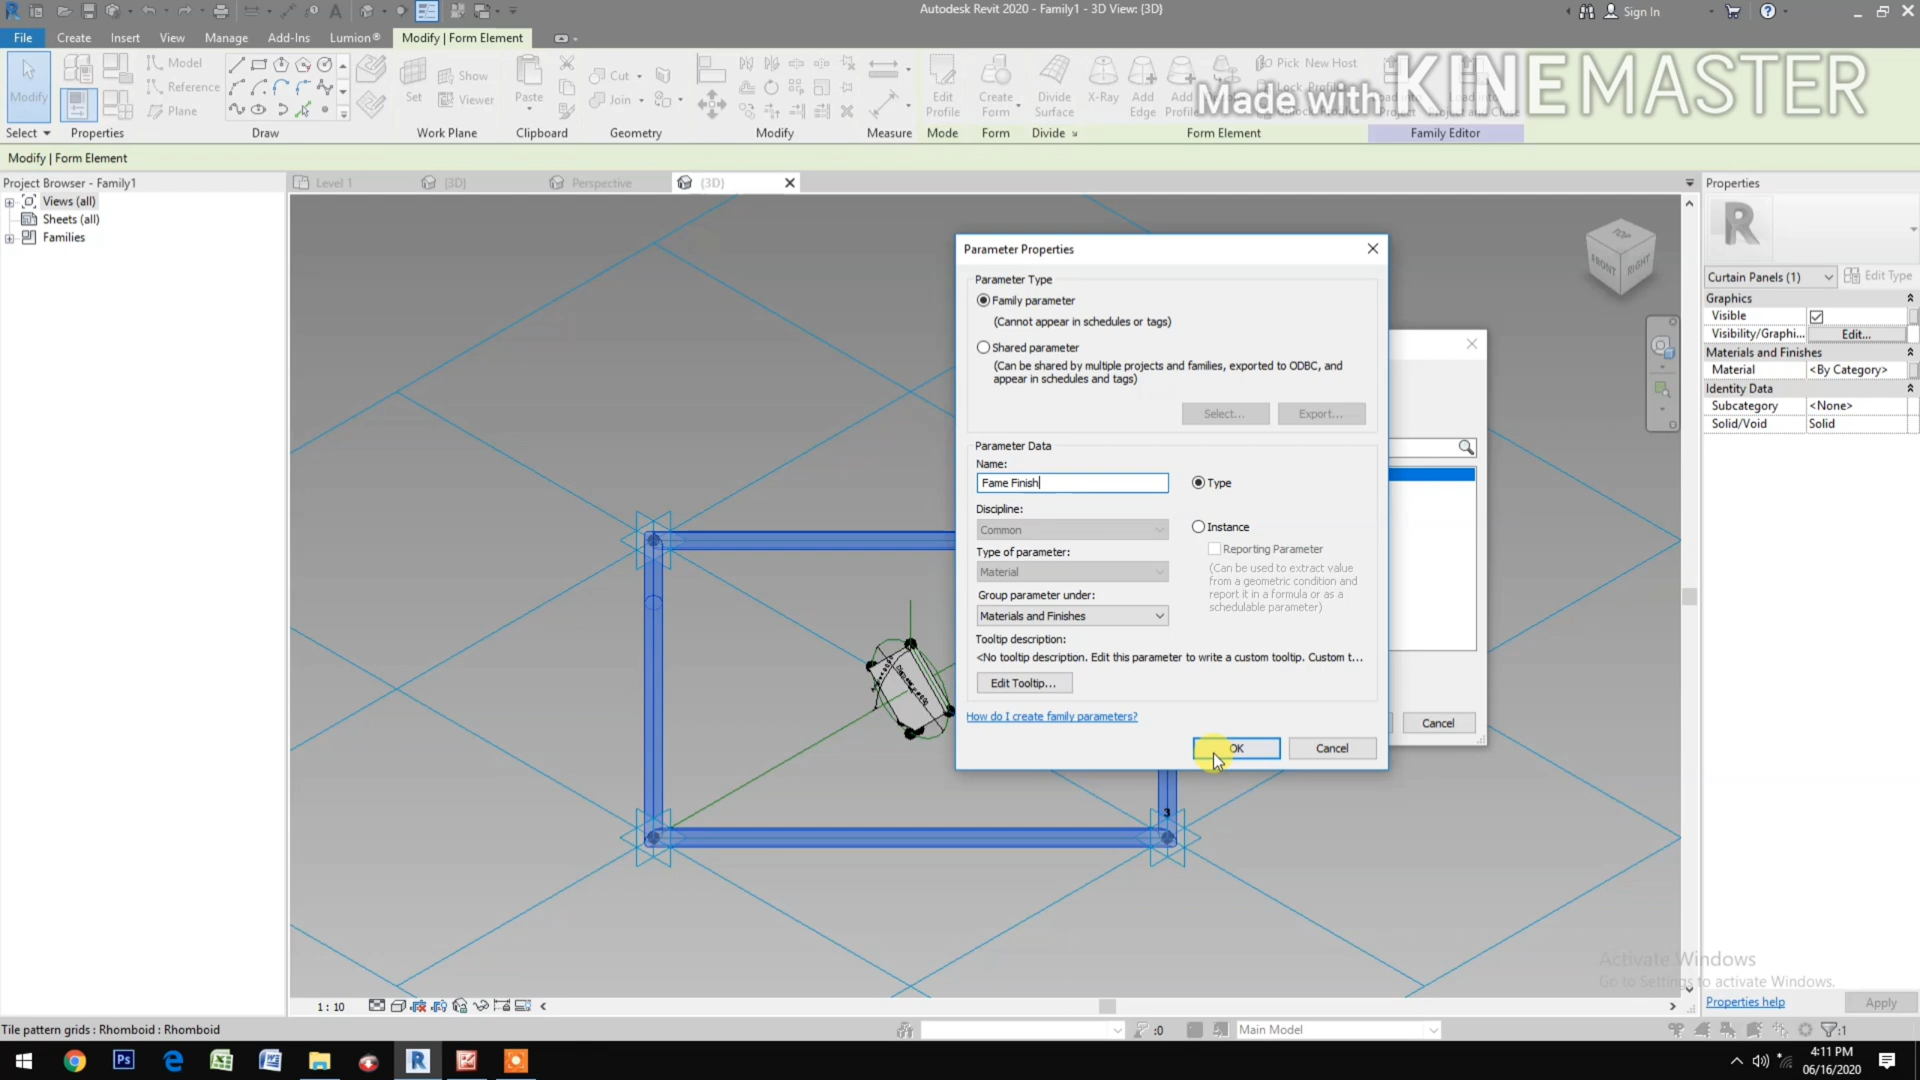 Autodesk Revit 2020 - Family1 - 3D View: {3D}
Sign In
File Create Insert View Manage Add-Ins Lumion® Modify | Form Element
Modify
Model
Reference
Plane
Set
Show
Viewer
Paste
Cut
Join
Edit Profile
Create Form
Divide Surface
X-Ray
Add Edge
Pick New Host
Made with KINEMASTER
Select Properties Draw Work Plane Clipboard Geometry Modify Measure Mode Form Divide Form Element Family Editor
Modify | Form Element
Project Browser - Family1
Views (all)
Sheets (all)
Families
Level 1 {3D} Perspective {3D}
Parameter Properties
Parameter Type
Family parameter
(Cannot appear in schedules or tags)
Shared parameter
(Can be shared by multiple projects and families, exported to ODBC, and
appear in schedules and tags)
Select... Export...
Parameter Data
Name:
Fame Finish
Type
Discipline:
Common
Instance
Reporting Parameter
Type of parameter:
Material
(Can be used to extract value
from a geometric condition and
report it in a formula or as a
schedulable parameter)
Group parameter under:
Materials and Finishes
Tooltip description:
<No tooltip description. Edit this parameter to write a custom tooltip. Custom t...
Edit Tooltip...
How do I create family parameters?
OK Cancel
Cancel
3
TOP
FRONT RIGHT
Properties
Curtain Panels (1) Edit Type
Graphics
Visible
Visibility/Graphi... Edit...
Materials and Finishes
Material <By Category>
Identity Data
Subcategory <None>
Solid/Void Solid
Activate Windows
Go to Settings to activate Windows.
Properties help Apply
1 : 10
Tile pattern grids : Rhomboid : Rhomboid
:0
Main Model
:1
4:11 PM
06/16/2020